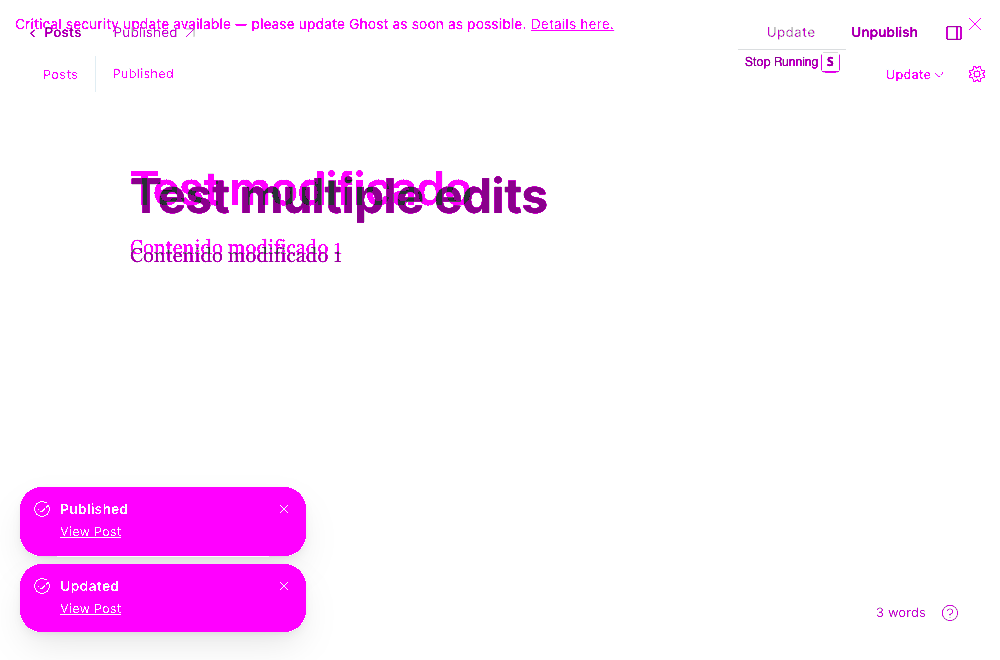 Critical security update available — please update Ghost as soon as possible. Details here.
Posts Published Update Unpublish
Stop Running S
Posts Published Update
Test modificado
Test multiple edits
Contenido modificado 1
Contenido modificado 1
Published
View Post
Updated
View Post
3 words